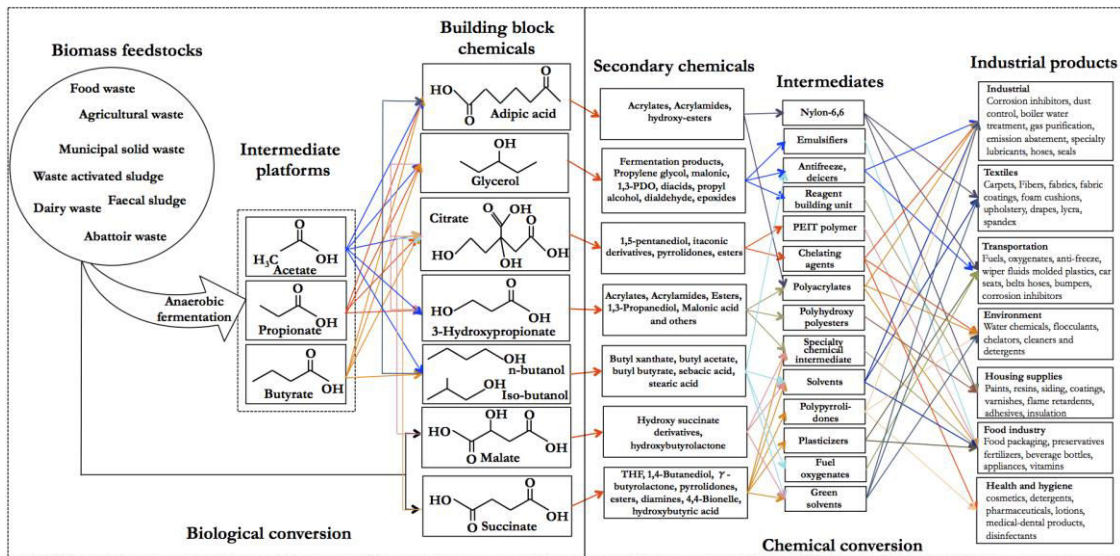 Biomass feedstocks
Food waste
Agricultural waste
Municipal solid waste
Waste activated sludge
Faecal sludge
Dairy waste
Abattoir waste
Anaerobic
fermentation
Intermediate
platforms
O
OH
H₃C
Acetate
O
OH
Propionate
O
OH
Butyrate
Biological conversion
Building block
chemicals
O
HO
O
Adipic acid
OH
Glycerol
Citrate
O
OH
O
HO
OH
OH
O
HO
OH
3-Hydroxypropionate
OH
n-butanol
OH
Iso-butanol
OH
O
HO
OH
O
Malate
O
HO
OH
O
Succinate
Secondary chemicals
Acrylates, Acrylamides,
hydroxy-esters
Fermentation products,
Propylene glycol, malonic,
1,3-PDO, diacids, propyl
alcohol, dialdehyde, epoxides
1,5-pentanediol, itaconic
derivatives, pyrrolidones, esters
Acrylates, Acrylamides, Esters,
1,3-Propanediol, Malonic acid
and others
Butyl xanthate, butyl acetate,
butyl butyrate, sebacic acid,
stearic acid
Hydroxy succinate
derivatives, hydroxybutyrolactone
THF, 1,4-Butanediol, γ -
butyrolactone, pyrrolidones,
esters, diamines, 4,4-Bionelle,
hydroxybutyric acid
Intermediates
Nylon-6,6
Emulsifiers
Antifreeze,
deicers
Reagent
building unit
PEIT polymer
Chelating
agents
Polyacrylates
Polyhydroxy
polyesters
Specialty
chemical
intermediate
Solvents
Polypyrroli-
dones
Plasticizers
Fuel
oxygenates
Green
solvents
Chemical conversion
Industrial products
Industrial
Corrosion inhibitors, dust
control, boiler water
treatment, gas purification,
emission abatement, specialty
lubricants, hoses, seals
Textiles
Carpets, Fibers, fabrics, fabric
coatings, foam cushions,
upholstery, drapes, lycra,
spandex
Transportation
Fuels, oxygenates, anti-freeze,
wiper fluids molded plastics, car
seats, belts hoses, bumpers,
corrosion inhibitors
Environment
Water chemicals, flocculants,
chelators, cleaners and
detergents
Housing supplies
Paints, resins, siding, coatings,
varnishes, flame retardents,
adhesives, insulation
Food industry
Food packaging, preservatives
fertilizers, beverage bottles,
appliances, vitamins
Health and hygiene
cosmetics, detergents,
pharmaceuticals, lotions,
medical-dental products,
disinfectants